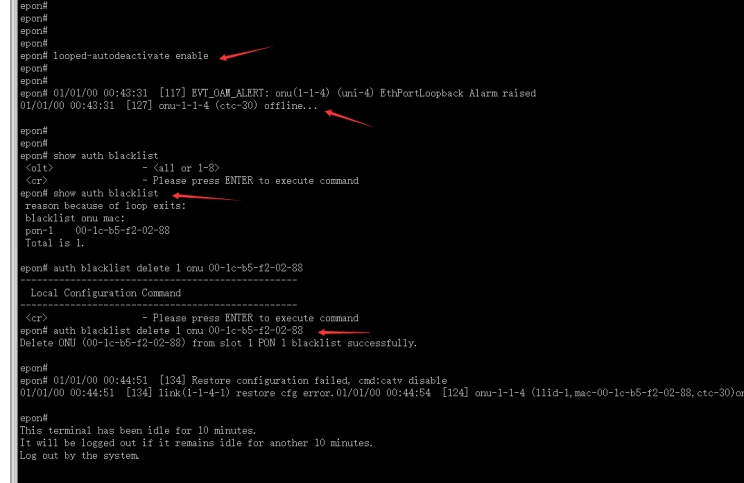 epon#
epon#
epon#
epon#
epon# looped-autodeactivate enable
epon#
epon#
epon# 01/01/00 00:43:31 [117] EVT_OAM_ALERT: onu(1-1-4) (uni-4) EthPortLoopback Alarm raised
01/01/00 00:43:31 [127] onu-1-1-4 (ctc-30) offline...
epon#
epon#
epon# show auth blacklist
<olt> - <all or 1-8>
<cr> - Please press ENTER to execute command
epon# show auth blacklist
reason because of loop exits:
blacklist onu mac:
pon-1 00-1c-b5-f2-02-88
Total is 1.
epon# auth blacklist delete 1 onu 00-1c-b5-f2-02-88
--------------------------------------------------
Local Configuration Command
--------------------------------------------------
<cr> - Please press ENTER to execute command
epon# auth blacklist delete 1 onu 00-1c-b5-f2-02-88
Delete ONU (00-1c-b5-f2-02-88) from slot 1 PON 1 blacklist successfully.
epon#
epon# 01/01/00 00:44:51 [134] Restore configuration failed, cmd:catv disable
01/01/00 00:44:51 [134] link(1-1-4-1) restore cfg error.01/01/00 00:44:54 [124] onu-1-1-4 (llid-1,mac-00-1c-b5-f2-02-88,ctc-30)on
epon#
This terminal has been idle for 10 minutes.
It will be logged out if it remains idle for another 10 minutes.
Log out by the system.